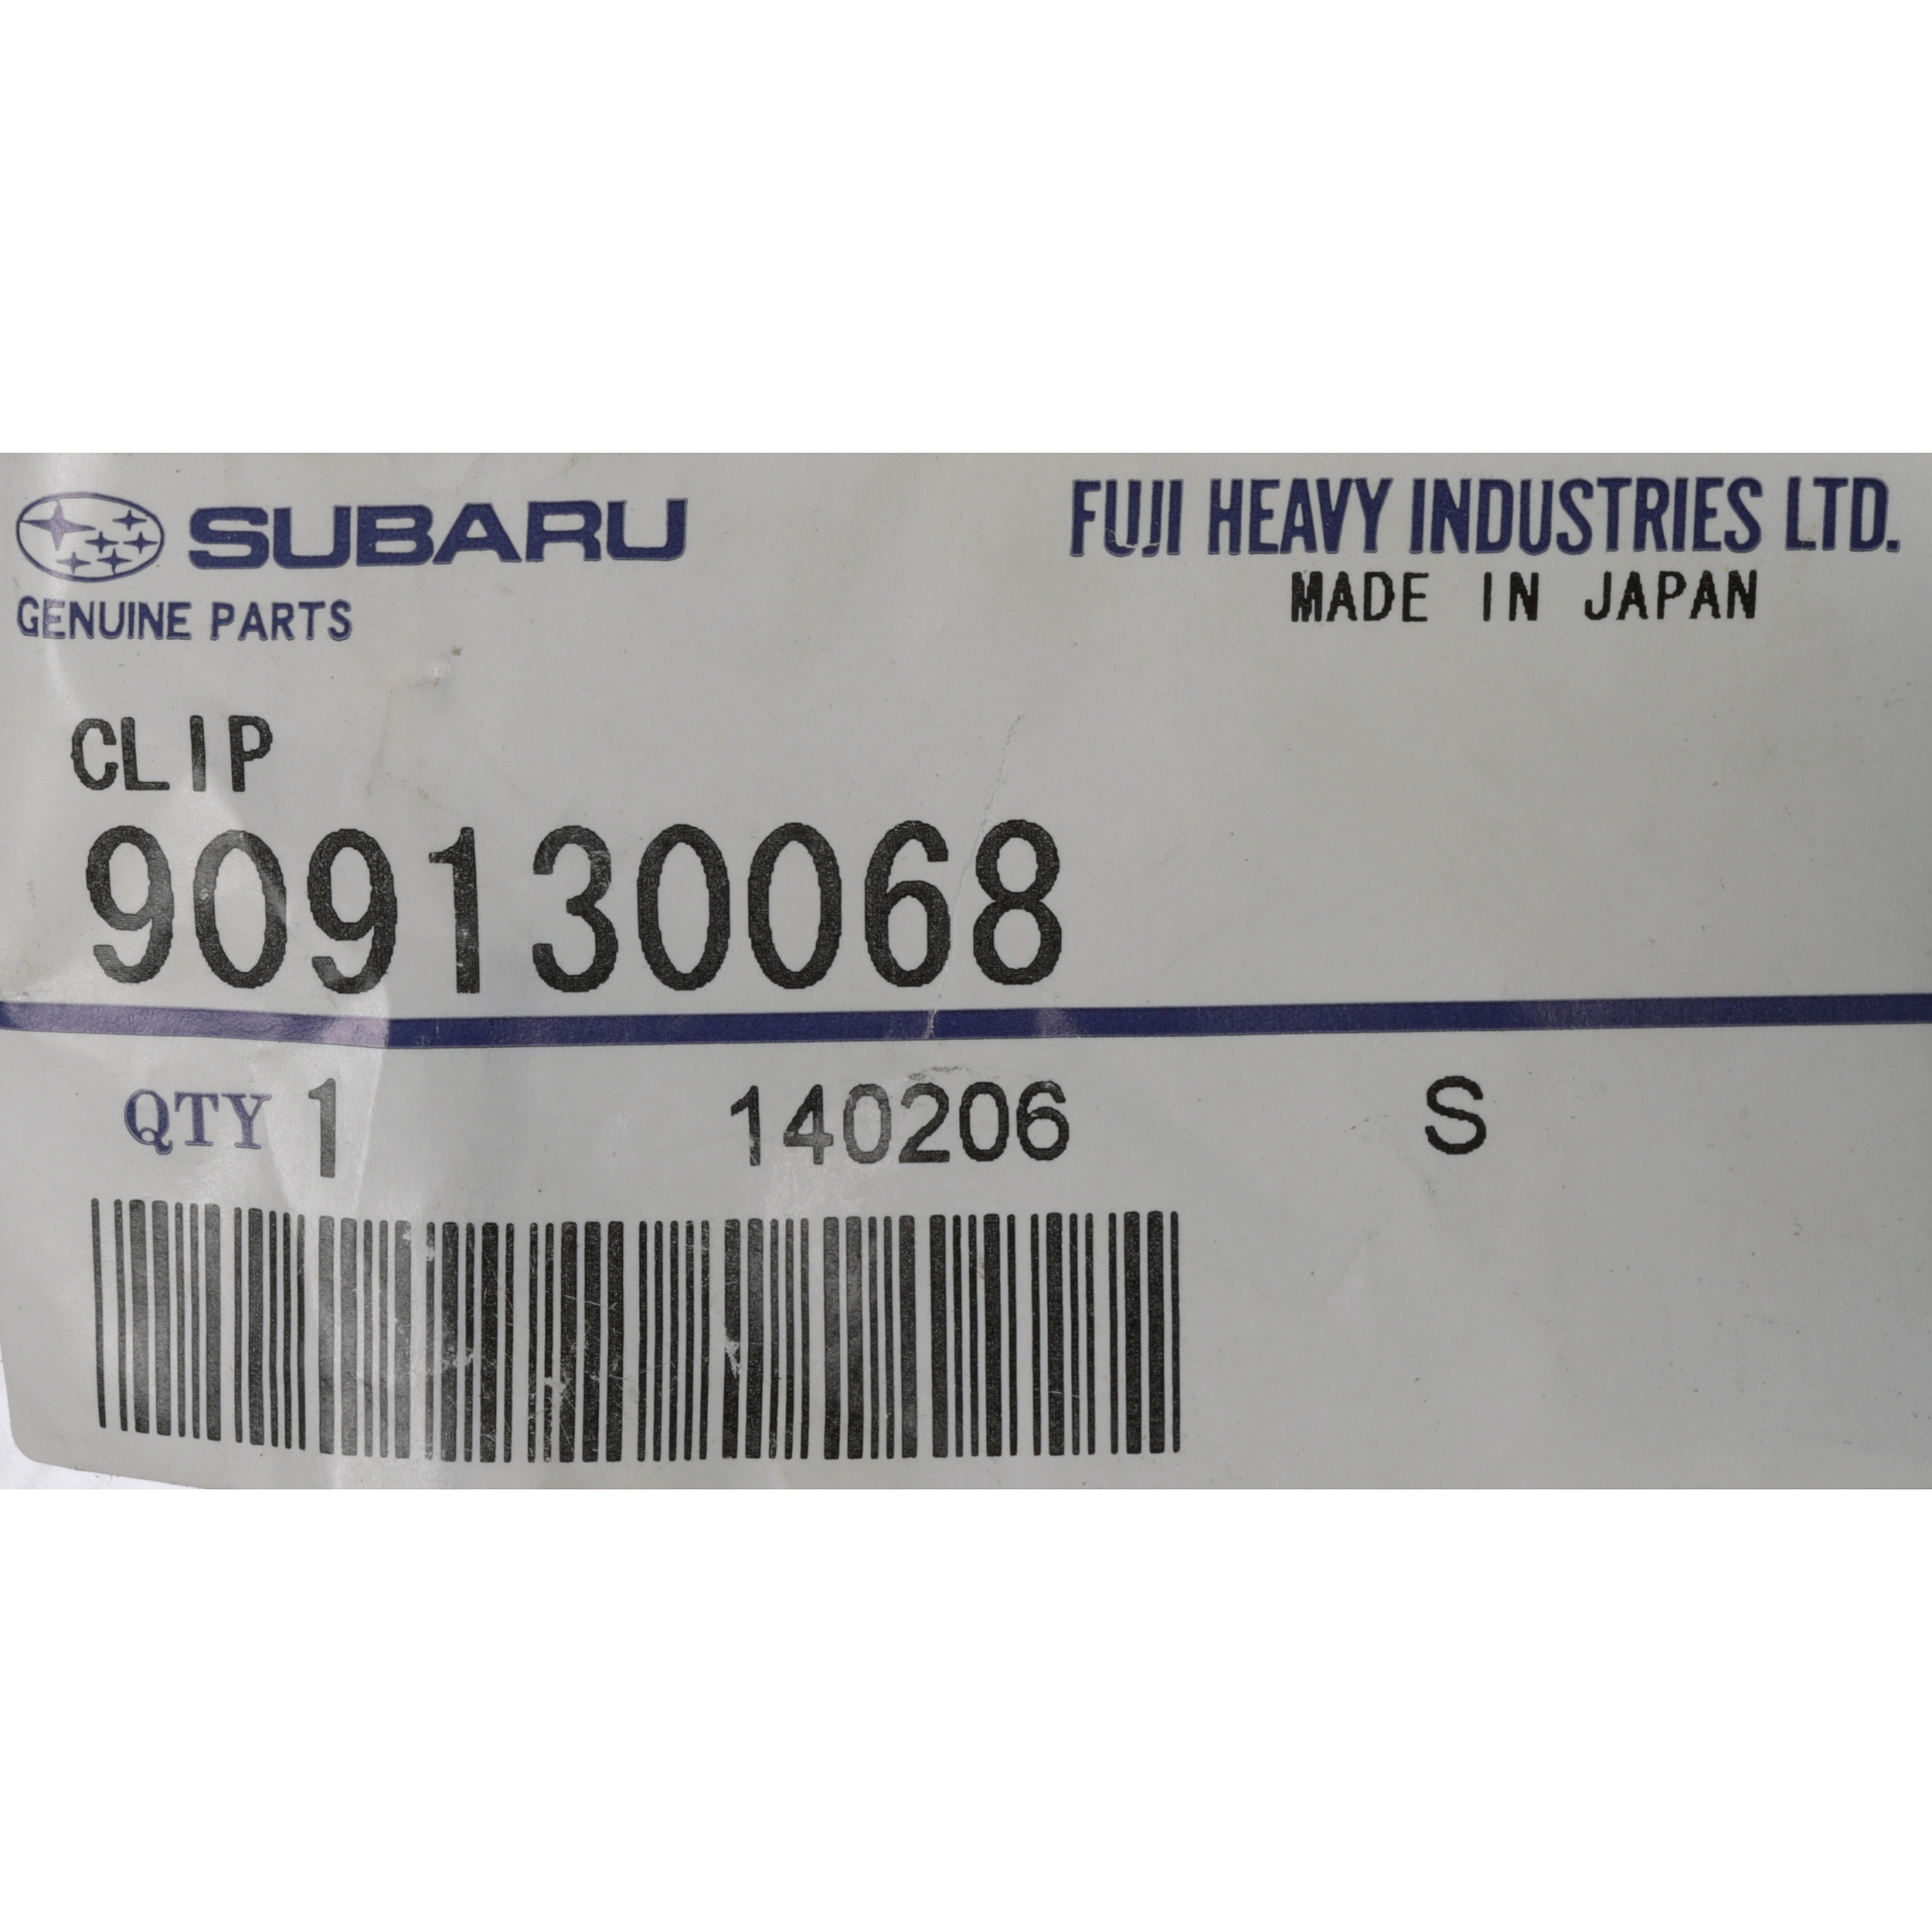 SUBARU
FUJI HEAVY INDUSTRIES LTD.
GENUINE PARTS
MADE IN JAPAN
CLIP
909130068
QTY 1 140206 S